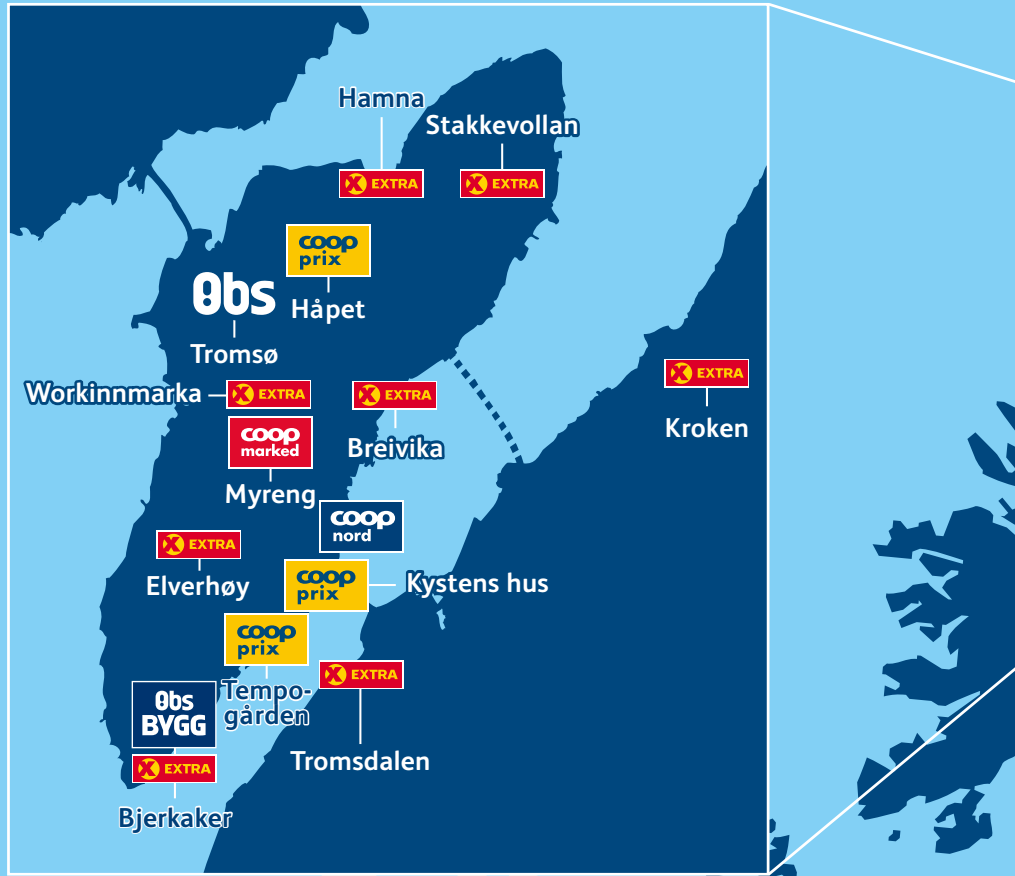 Hamna
Stakkevollan
X EXTRA
X EXTRA
coop
prix
Håpet
Obs
Tromsø
X EXTRA
Kroken
Workinnmarka
X EXTRA
X EXTRA
Breivika
coop
marked
Myreng
coop
nord
X EXTRA
Elverhøy
coop
prix
Kystens hus
coop
prix
Tempo-
gården
X EXTRA
Tromsdalen
Obs
BYGG
X EXTRA
Bjerkaker